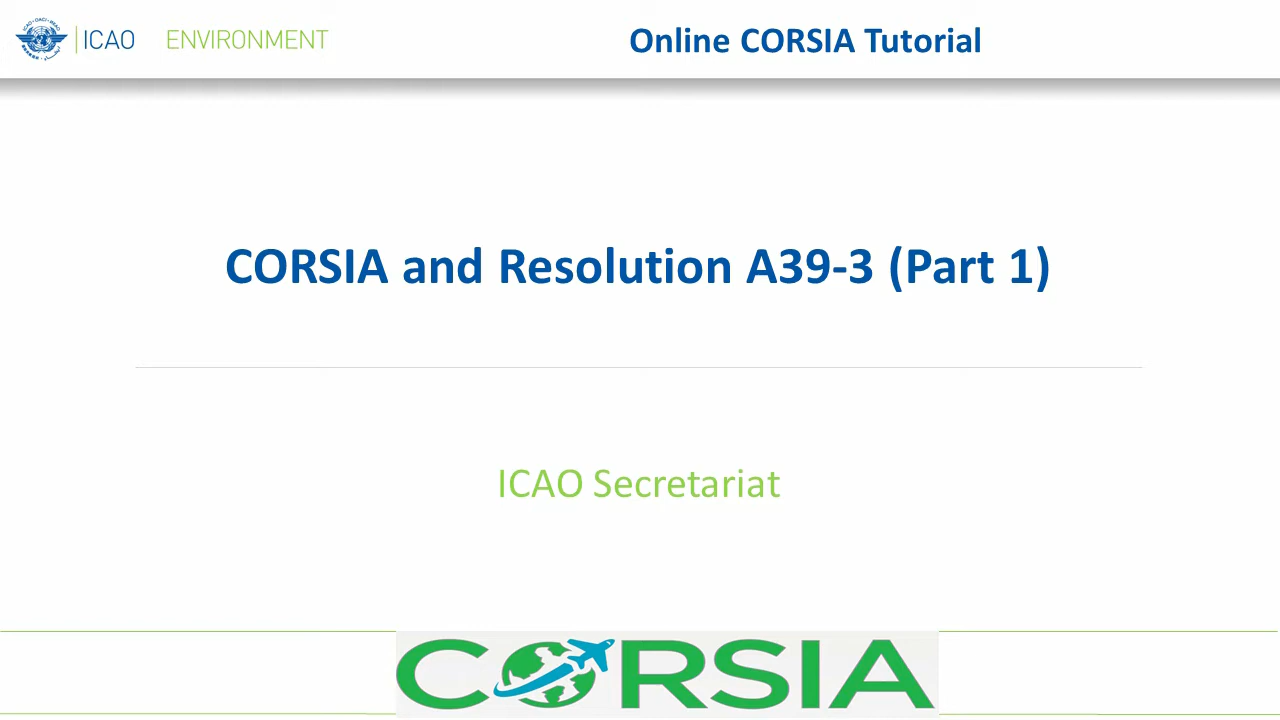 ICAO ENVIRONMENT
Online CORSIA Tutorial
CORSIA and Resolution A39-3 (Part 1)
ICAO Secretariat
CORSIA